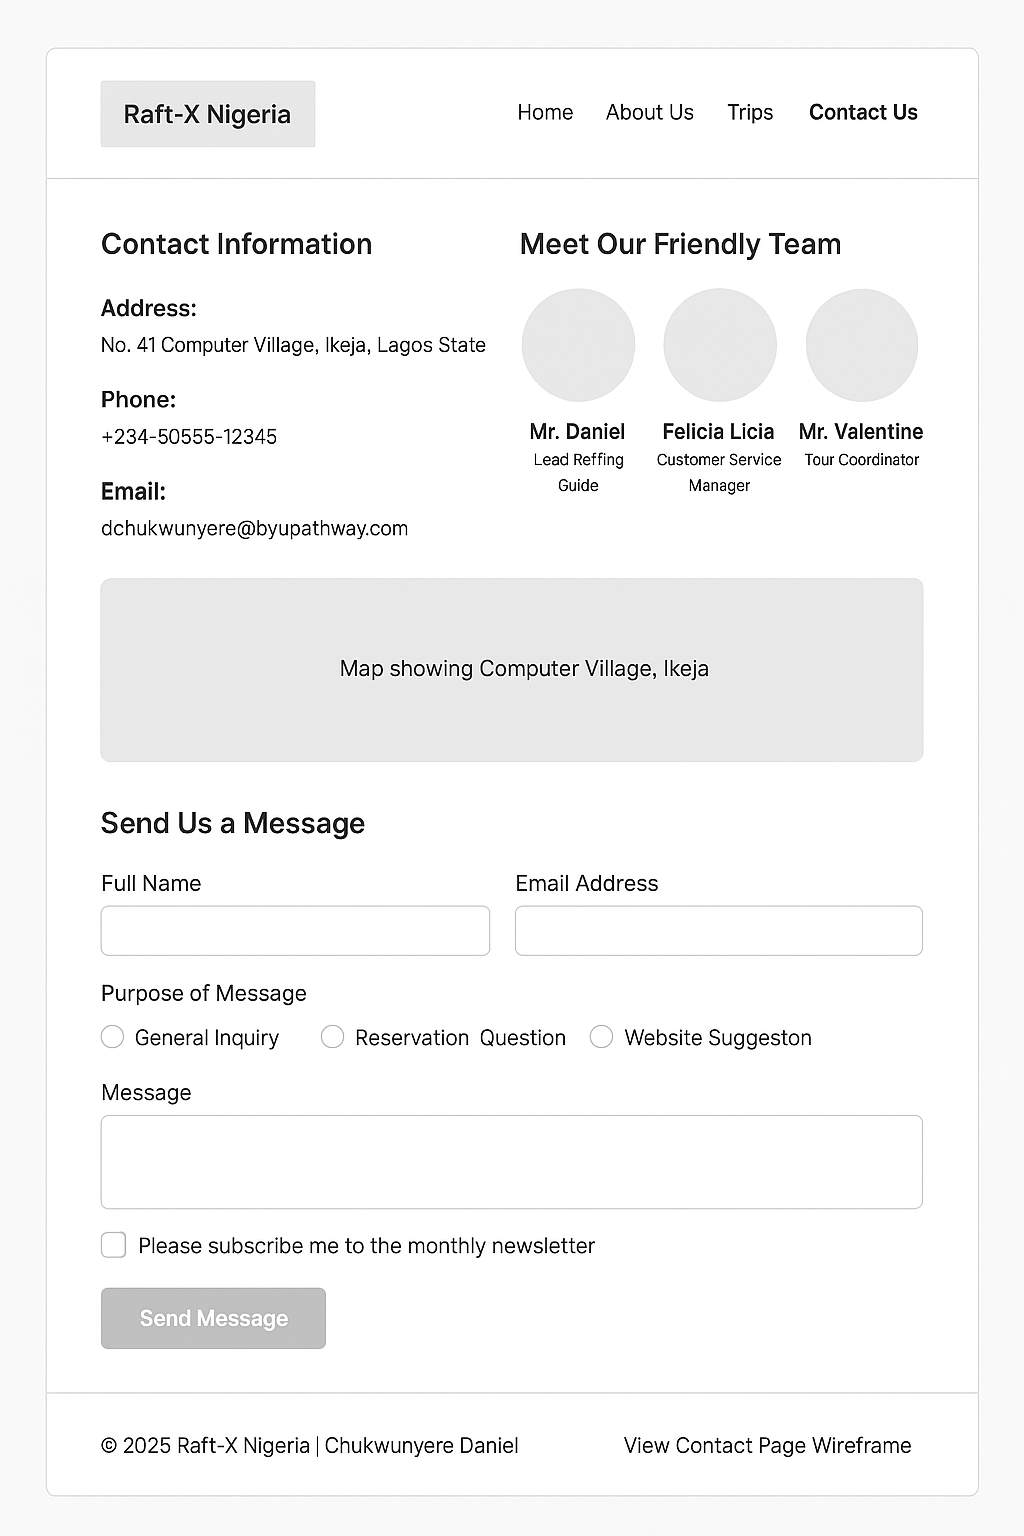 Raft-X Nigeria
Home About Us Trips Contact Us
Contact Information
Address:
No. 41 Computer Village, Ikeja, Lagos State
Phone:
+234-50555-12345
Email:
dchukwunyere@byupathway.com
Meet Our Friendly Team
Mr. Daniel
Lead Reffing
Guide
Felicia Licia
Customer Service
Manager
Mr. Valentine
Tour Coordinator
Map showing Computer Village, Ikeja
Send Us a Message
Full Name
Email Address
Purpose of Message
General Inquiry Reservation Question Website Suggeston
Message
Please subscribe me to the monthly newsletter
Send Message
© 2025 Raft-X Nigeria | Chukwunyere Daniel
View Contact Page Wireframe